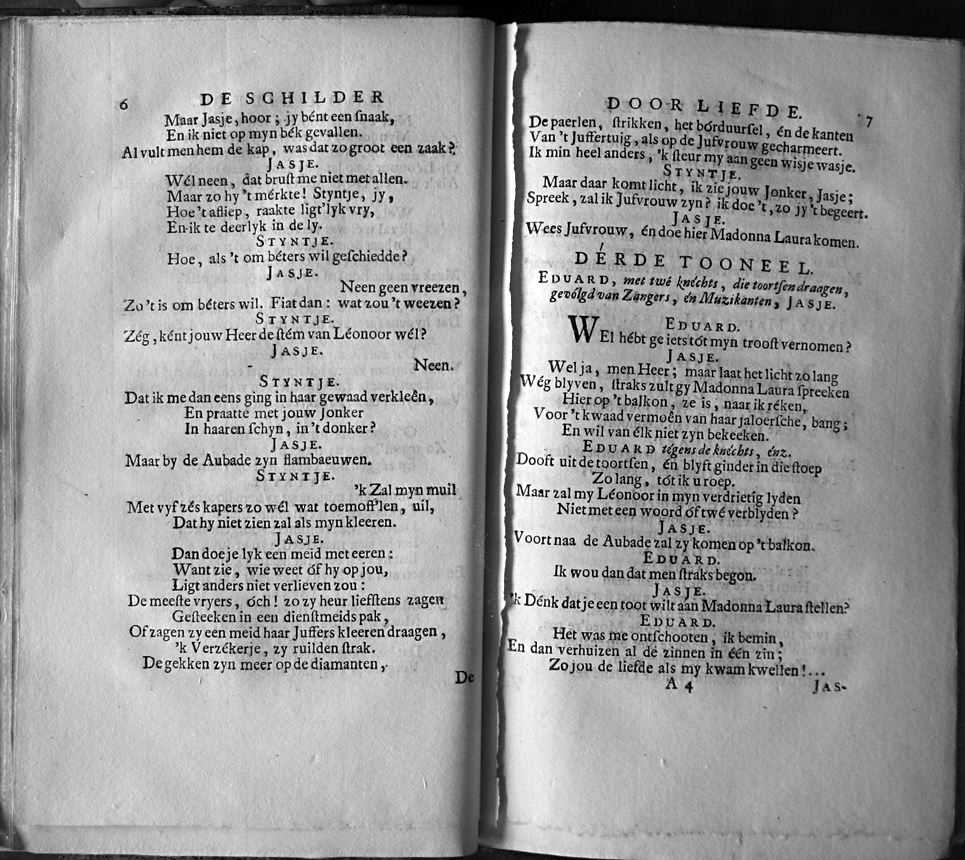 6 DE SCHILDER
Maar Jasje, hoor; jy bént een ſnaak,
En ik niet op myn bék gevallen.
Al vult men hem de kap, was dat zo groot een zaak?
JASJE.
Wél neen, dat bruſt me niet met allen.
Maar zo hy 't mérkte! Styntje, jy,
Hoe 't afliep, raakte ligt'lyk vry,
En ik te deerlyk in de ly.
STYNTJE.
Hoe, als 't om béters wil geſchiedde?
JASJE.
Neen geen vreezen,
Zo 't is om béters wil. Fiat dan: wat zou 't weezen?
STYNTJE.
Zég, ként jouw Heer de ſtém van Léonoor wél?
JASJE.
Neen.
STYNTJE.
Dat ik me dan eens ging in haar gewaad verkleên,
En praatte met jouw Jonker
In haaren ſchyn, in 't donker?
JASJE.
Maar by de Aubade zyn flambaeuwen.
STYNTJE.
'k Zal myn muil
Met vyf zés kapers zo wél wat toemoff'len, uil,
Dat hy niet zien zal als myn kleeren.
JASJE.
Dan doe je lyk een meid met eeren:
Want zie, wie weet óf hy op jou,
Ligt anders niet verlieven zou:
De meeſte vryers, óch! zo zy heur liefſtens zagen
Geſteeken in een dienſtmeids pak,
Of zagen zy een meid haar Juffers kleeren draagen,
'k Verzékerje, zy ruilden ſtrak.
De gekken zyn meer op de diamanten,
De
DOOR LIEFDE. 7
De paerlen, ſtrikken, het bórduurſel, én de kanten
Van 't Juffertuig, als op de Jufvrouw gecharmeert.
Ik min heel anders, 'k ſteur my aan geen wisje wasje.
STYNTJE.
Maar daar komt licht, ik zie jouw Jonker, Jasje;
Spreek, zal ik Jufvrouw zyn? ik doe 't, zo jy 't begeert.
JASJE.
Wees Jufvrouw, én doe hier Madonna Laura komen.
DÉRDE TOONEEL.
EDUARD, met twé knéchts, die toortſen draagen,
gevólgd van Zangers, én Muzikanten, JASJE.
EDUARD.
WEl hébt ge iets tót myn trooſt vernomen?
JASJE.
Wel ja, men Heer; maar laat het licht zo lang
Wég blyven, ſtraks zult gy Madonna Laura ſpreeken
Hier op 't balkon, ze is, naar ik réken,
Voor 't kwaad vermoên van haar jaloerſche, bang;
En wil van élk niet zyn bekeeken.
EDUARD tégens de knéchts, énz.
Dooft uit de toortſen, én blyft ginder in die ſtoep
Zo lang, tót ik u roep.
Maar zal my Léonoor in myn verdrietig lyden
Niet met een woord óf twé verblyden?
JASJE.
Voort naa de Aubade zal zy komen op 't balkon.
EDUARD.
Ik wou dan dat men ſtraks begon.
JASJE.
'k Dénk dat je een toot wilt aan Madonna Laura ſtellen?
EDUARD.
Het was me ontſchooten, ik bemin,
En dan verhuizen al dé zinnen in één zin;
Zo jou de liefde als my kwam kwellen!...
A 4 JAS-